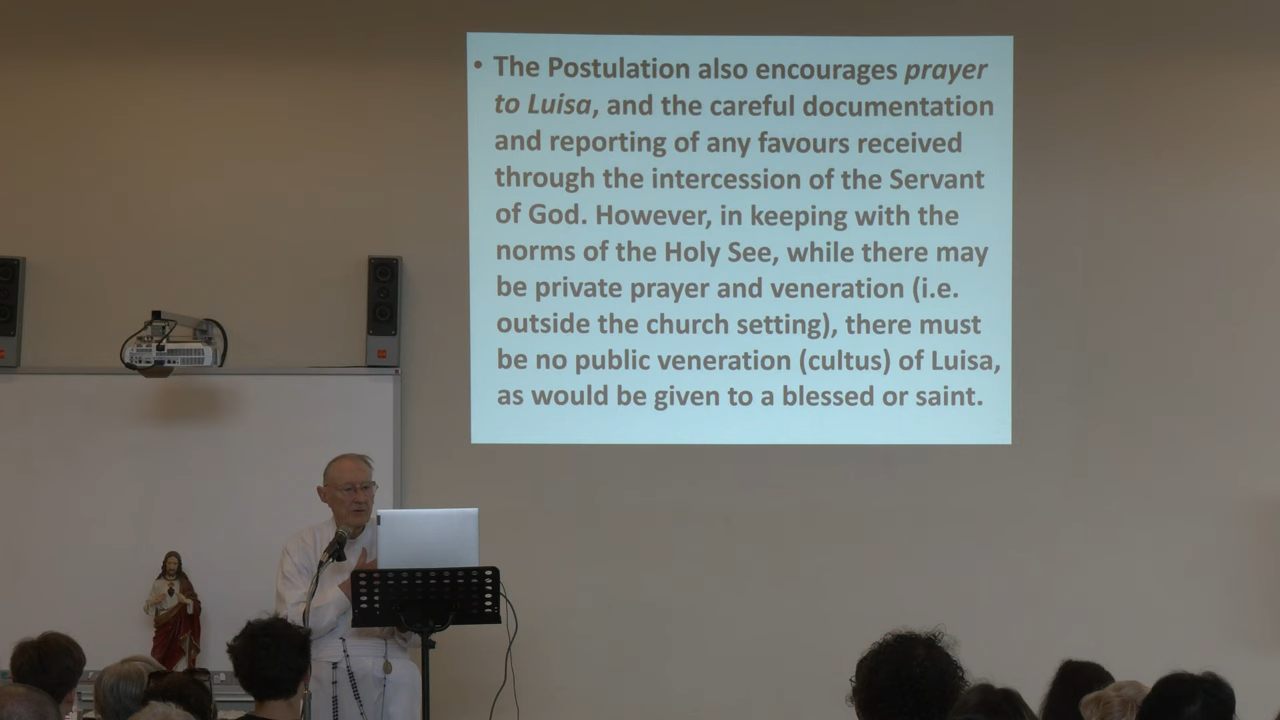 • The Postulation also encourages prayer
to Luisa, and the careful documentation
and reporting of any favours received
through the intercession of the Servant
of God. However, in keeping with the
norms of the Holy See, while there may
be private prayer and veneration (i.e.
outside the church setting), there must
be no public veneration (cultus) of Luisa,
as would be given to a blessed or saint.